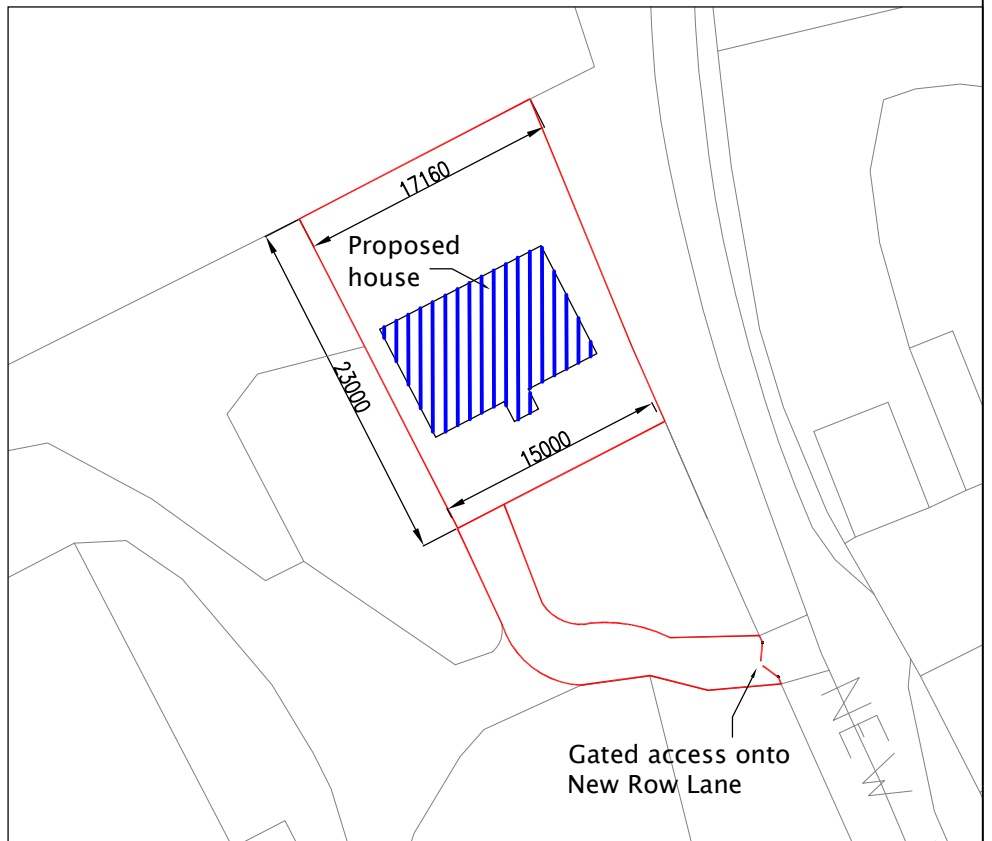 17160
Proposed
house
23000
15000
Gated access onto
New Row Lane
NEW